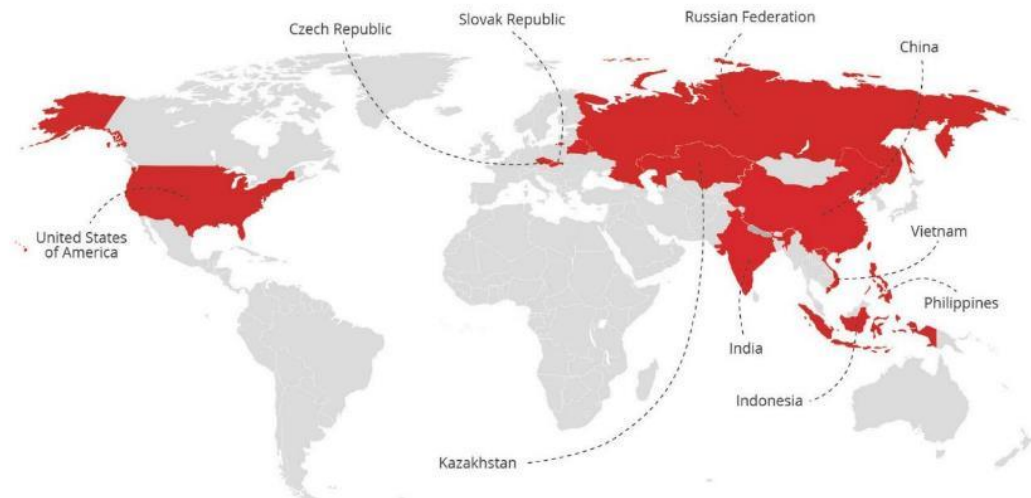 Slovak Republic
Russian Federation
Czech Republic
China
United States
of America
Vietnam
Philippines
India
Indonesia
Kazakhstan